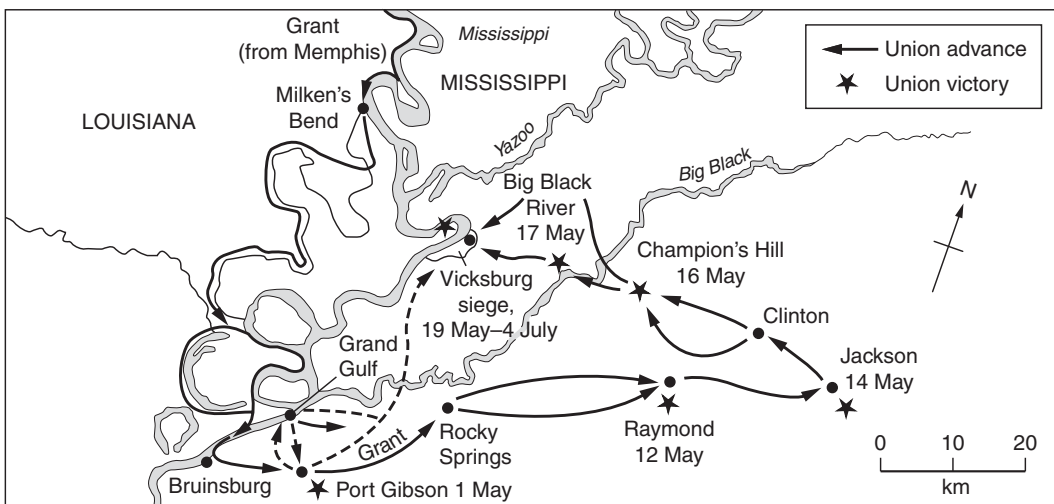 Grant
(from Memphis)
Mississippi
Union advance
Union victory
MISSISSIPPI
Milken's
Bend
LOUISIANA
Yazoo
Big Black
Big Black
River
17 May
N
Champion's Hill
16 May
Vicksburg
siege,
19 May–4 July
Clinton
Grand
Gulf
Jackson
14 May
Grant
Rocky
Springs
Raymond
12 May
Bruinsburg
Port Gibson 1 May
0 10 20
km